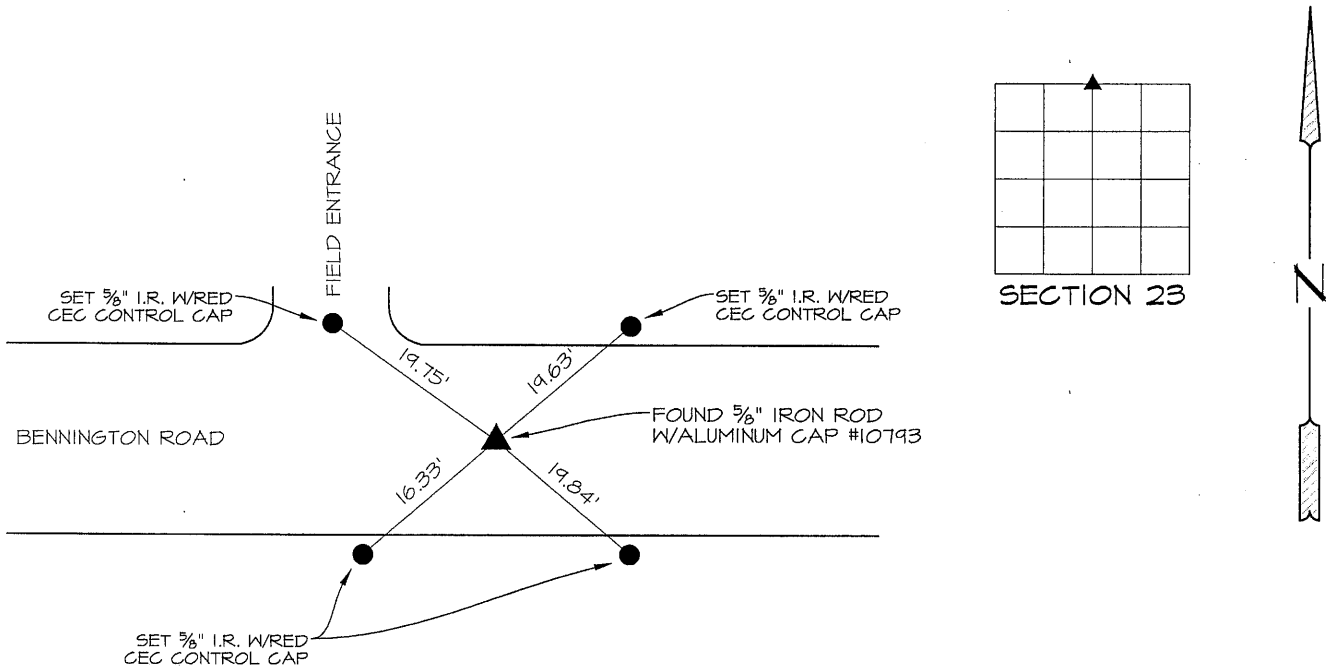 FIELD ENTRANCE
SET 5/8" I.R. W/RED
CEC CONTROL CAP
SET 5/8" I.R. W/RED
CEC CONTROL CAP
19.75'
19.63'
BENNINGTON ROAD
FOUND 5/8" IRON ROD
W/ALUMINUM CAP #10793
16.33'
19.84'
SET 5/8" I.R. W/RED
CEC CONTROL CAP
SECTION 23
N